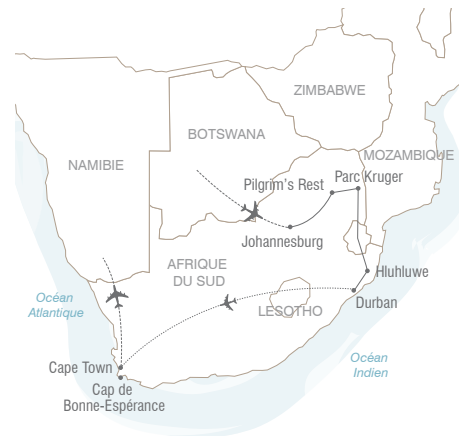 ZIMBABWE
BOTSWANA
MOZAMBIQUE
NAMIBIE
Pilgrim's Rest
Parc Kruger
Johannesburg
AFRIQUE
DU SUD
Hluhluwe
Océan
Atlantique
LESOTHO
Durban
Océan
Indien
Cape Town
Cap de
Bonne-Espérance